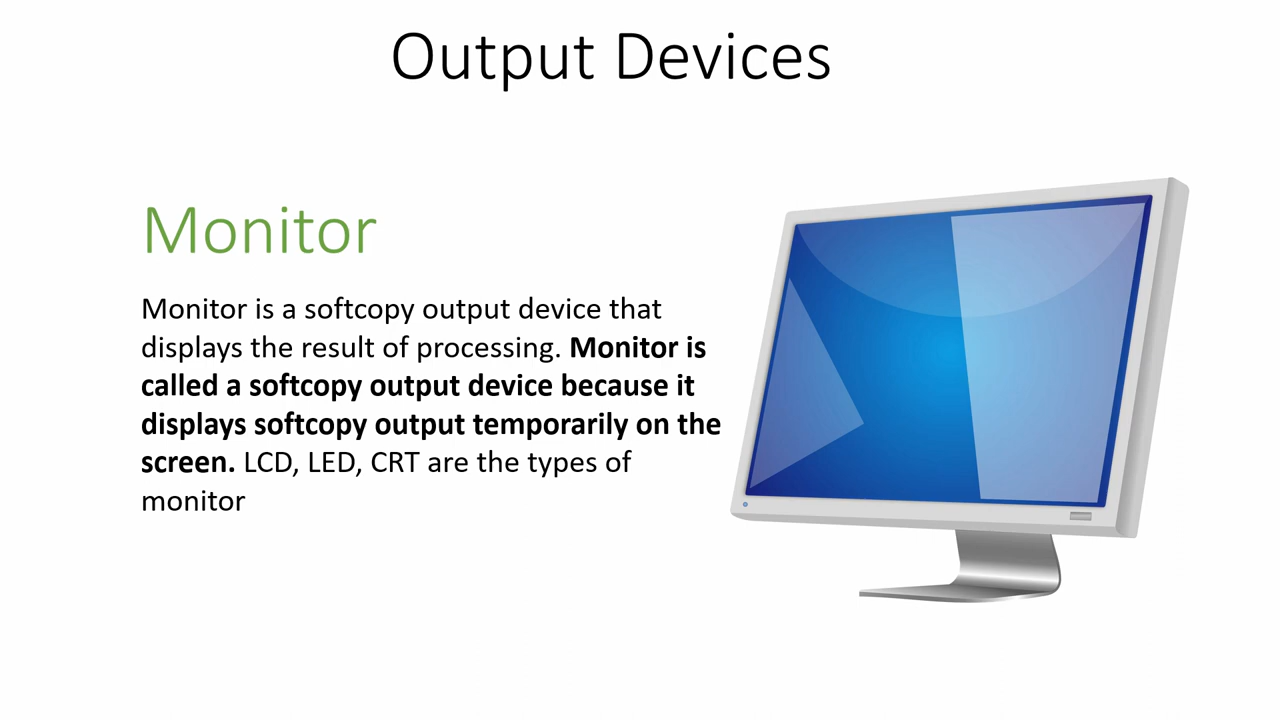 Output Devices
Monitor
Monitor is a softcopy output device that
displays the result of processing. Monitor is
called a softcopy output device because it
displays softcopy output temporarily on the
screen. LCD, LED, CRT are the types of
monitor